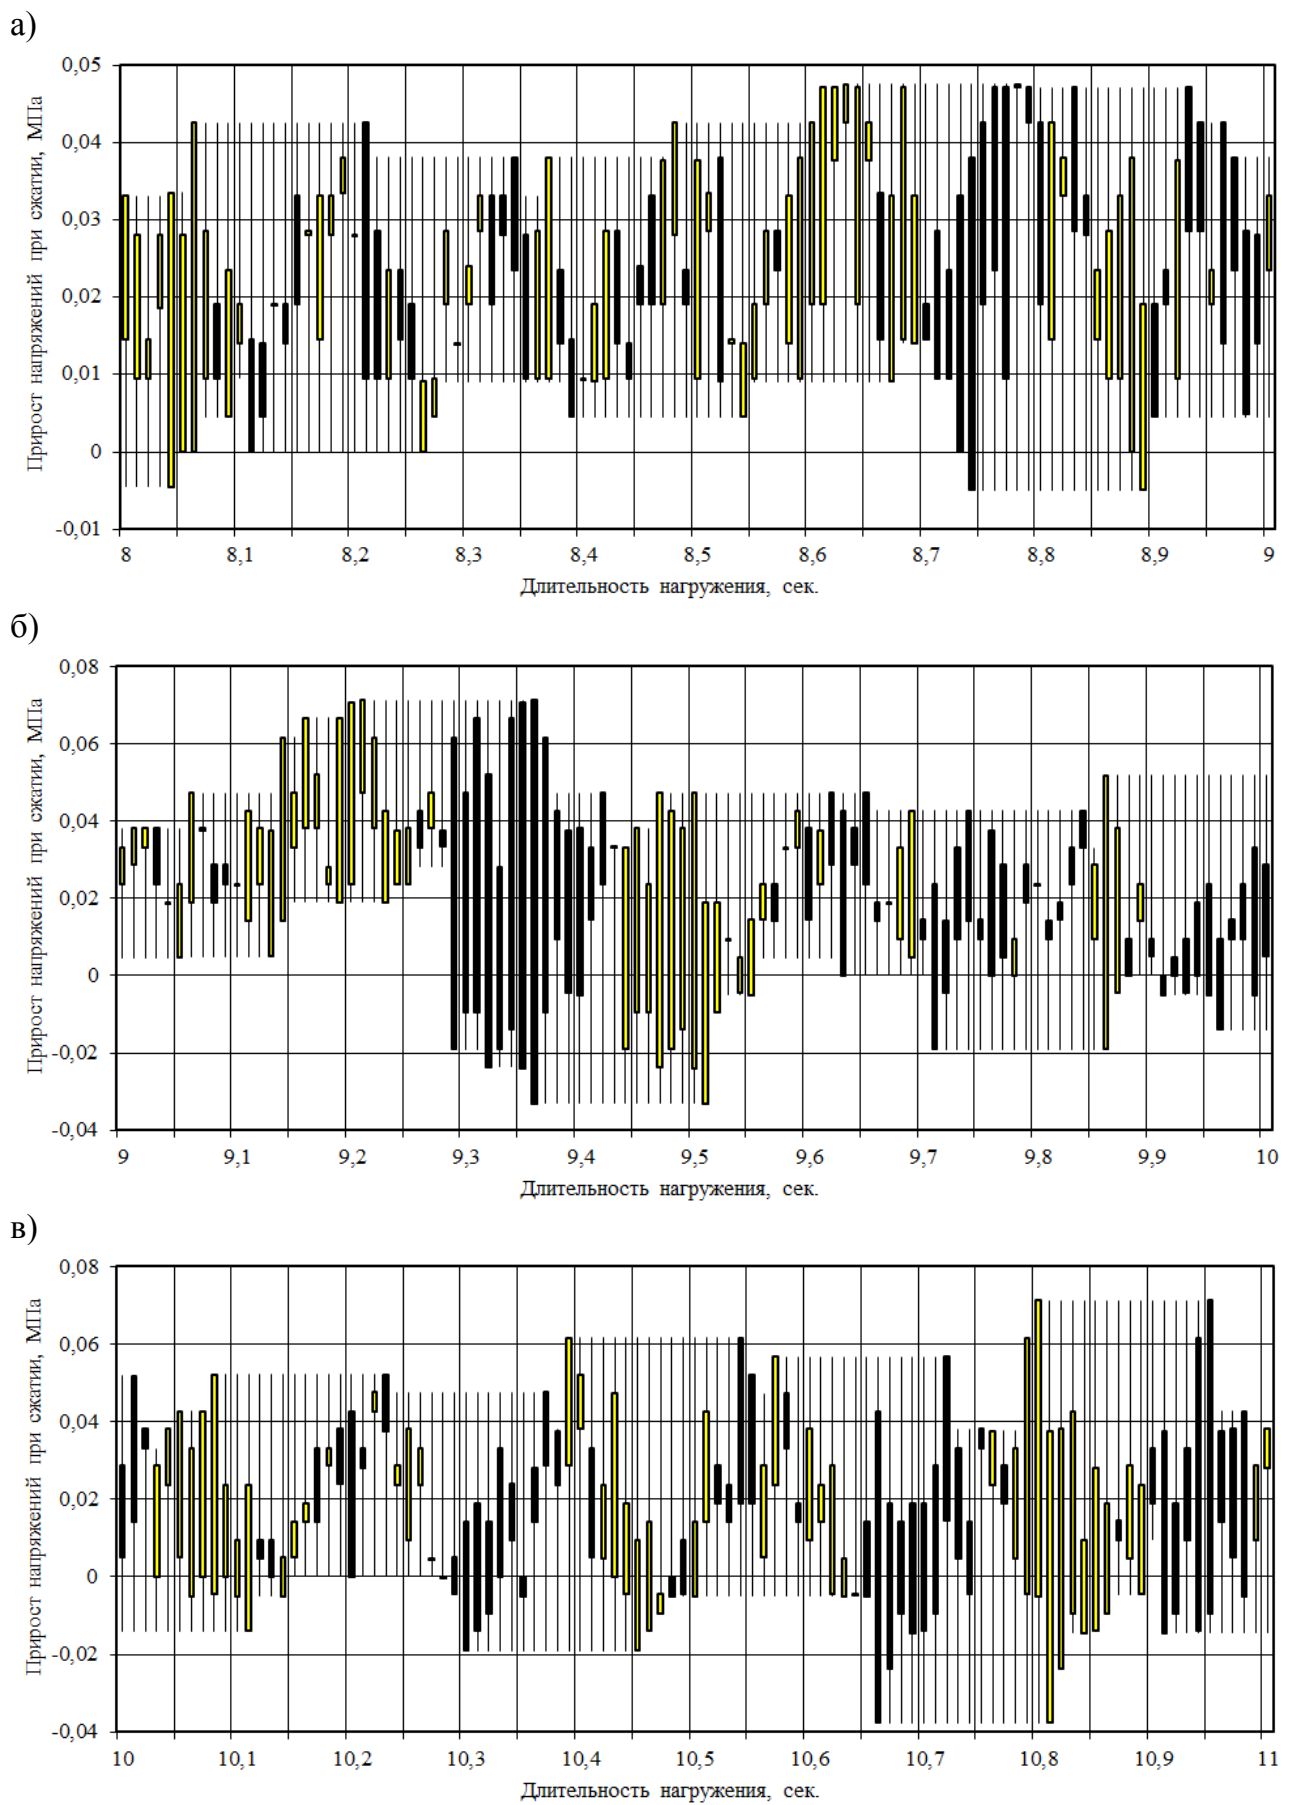 а)
0,05
0,04
0,03
0,02
0,01
0
-0,01
Прирост напряжений при сжатии, МПа
8 8,1 8,2 8,3 8,4 8,5 8,6 8,7 8,8 8,9 9
Длительность нагружения, сек.
б)
0,08
0,06
0,04
0,02
0
-0,02
-0,04
Прирост напряжений при сжатии, МПа
9 9,1 9,2 9,3 9,4 9,5 9,6 9,7 9,8 9,9 10
Длительность нагружения, сек.
в)
0,08
0,06
0,04
0,02
0
-0,02
-0,04
Прирост напряжений при сжатии, МПа
10 10,1 10,2 10,3 10,4 10,5 10,6 10,7 10,8 10,9 11
Длительность нагружения, сек.